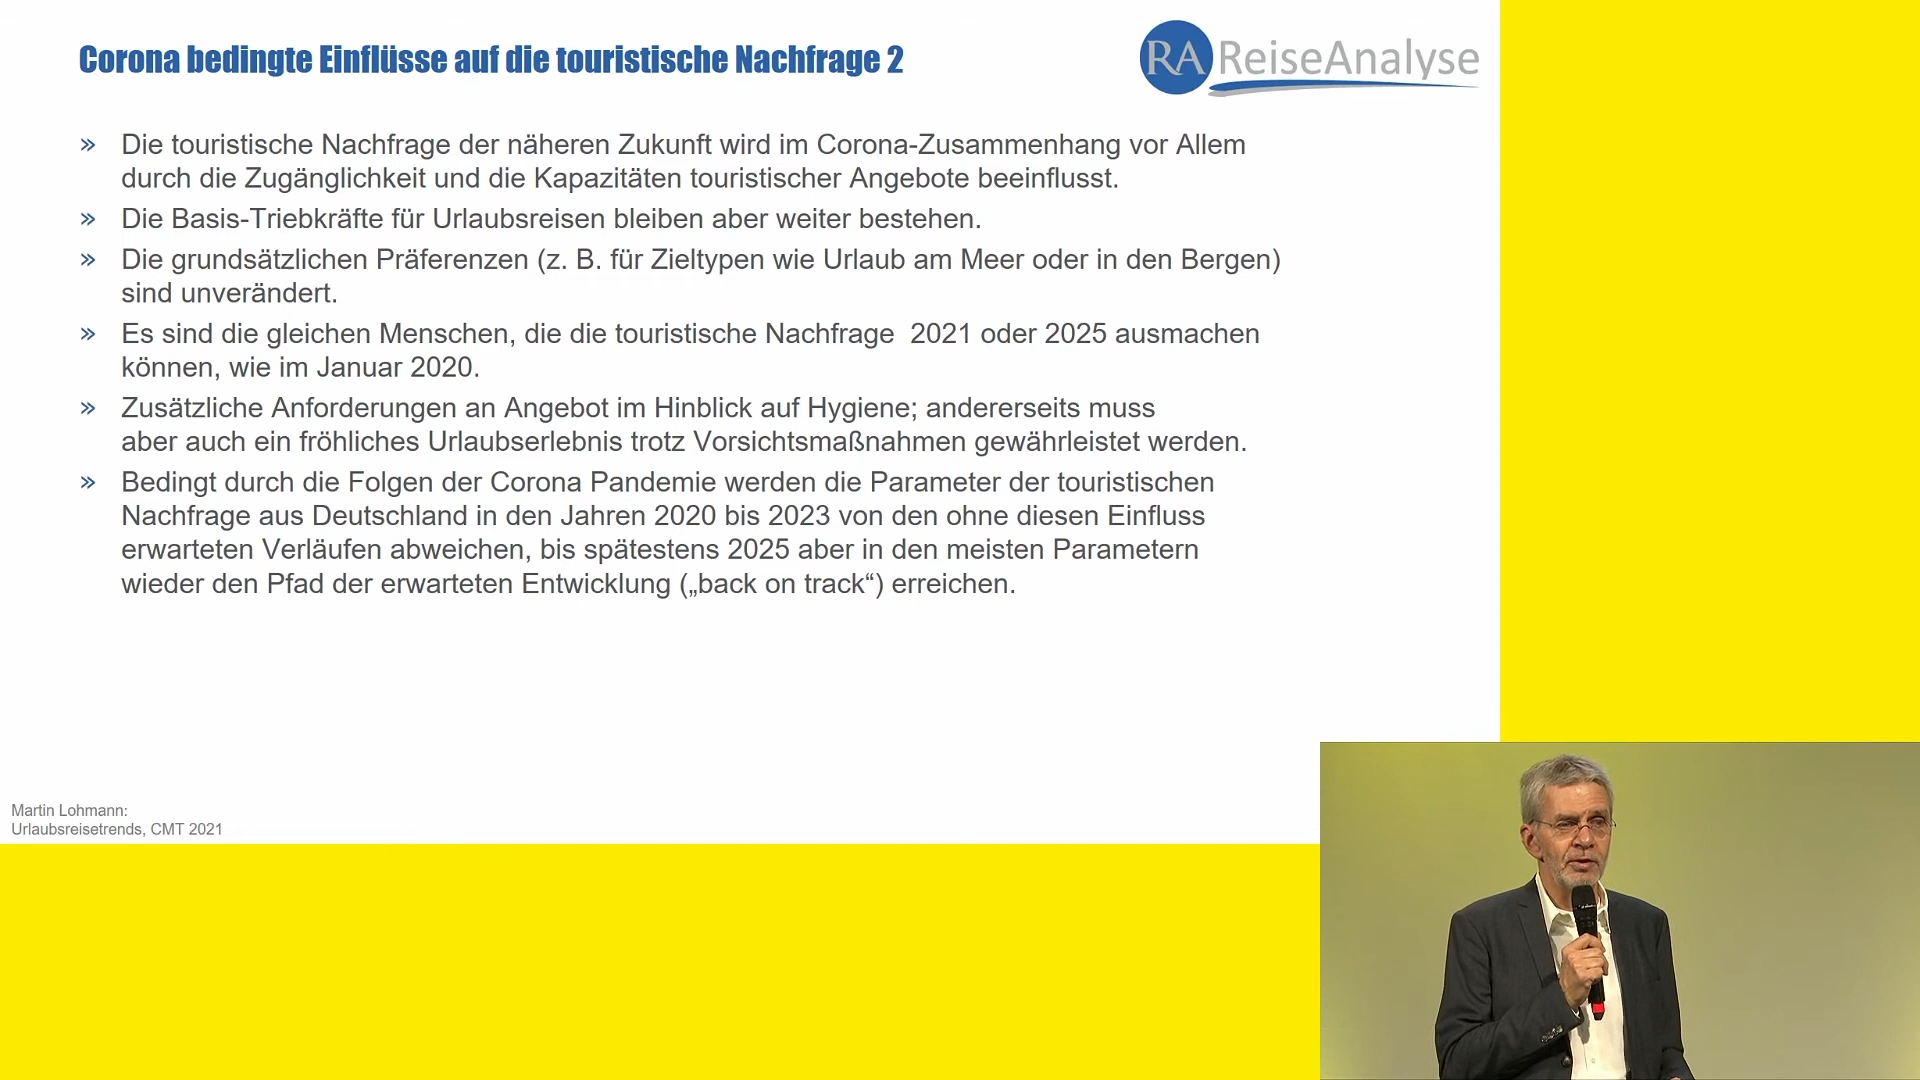 Corona bedingte Einflüsse auf die touristische Nachfrage 2
RA ReiseAnalyse
» Die touristische Nachfrage der näheren Zukunft wird im Corona-Zusammenhang vor Allem
durch die Zugänglichkeit und die Kapazitäten touristischer Angebote beeinflusst.
» Die Basis-Triebkräfte für Urlaubsreisen bleiben aber weiter bestehen.
» Die grundsätzlichen Präferenzen (z. B. für Zieltypen wie Urlaub am Meer oder in den Bergen)
sind unverändert.
» Es sind die gleichen Menschen, die die touristische Nachfrage  2021 oder 2025 ausmachen
können, wie im Januar 2020.
» Zusätzliche Anforderungen an Angebot im Hinblick auf Hygiene; andererseits muss
aber auch ein fröhliches Urlaubserlebnis trotz Vorsichtsmaßnahmen gewährleistet werden.
» Bedingt durch die Folgen der Corona Pandemie werden die Parameter der touristischen
Nachfrage aus Deutschland in den Jahren 2020 bis 2023 von den ohne diesen Einfluss
erwarteten Verläufen abweichen, bis spätestens 2025 aber in den meisten Parametern
wieder den Pfad der erwarteten Entwicklung („back on track“) erreichen.
Martin Lohmann:
Urlaubsreisetrends, CMT 2021